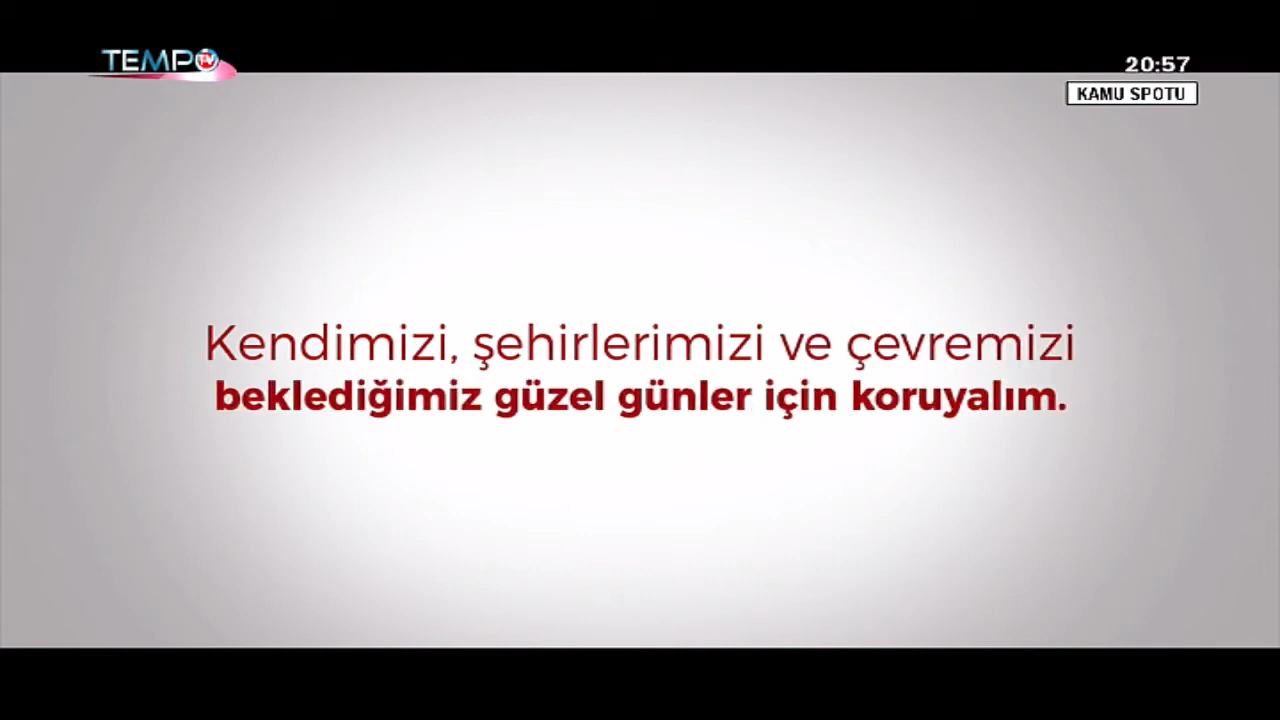 TEMPO TV
20:57
KAMU SPOTU
Kendimizi, şehirlerimizi ve çevremizi
beklediğimiz güzel günler için koruyalım.